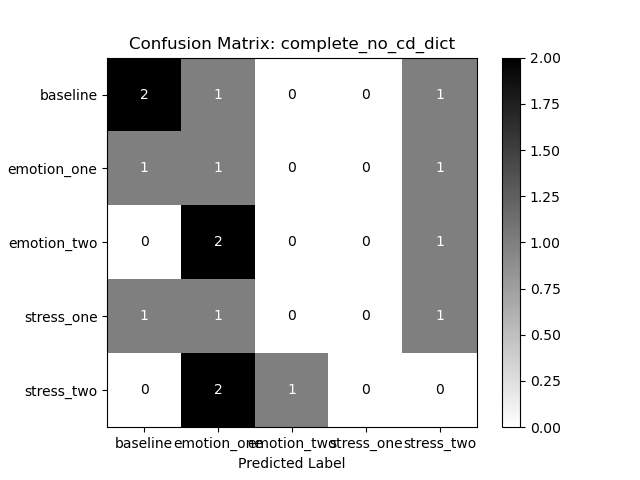 Confusion Matrix: complete_no_cd_dict
baseline 2 1 0 0 1
emotion_one 1 1 0 0 1
emotion_two 0 2 0 0 1
stress_one 1 1 0 0 1
stress_two 0 2 1 0 0
baseline emotion_one emotion_two stress_one stress_two
Predicted Label
2.00
1.75
1.50
1.25
1.00
0.75
0.50
0.25
0.00